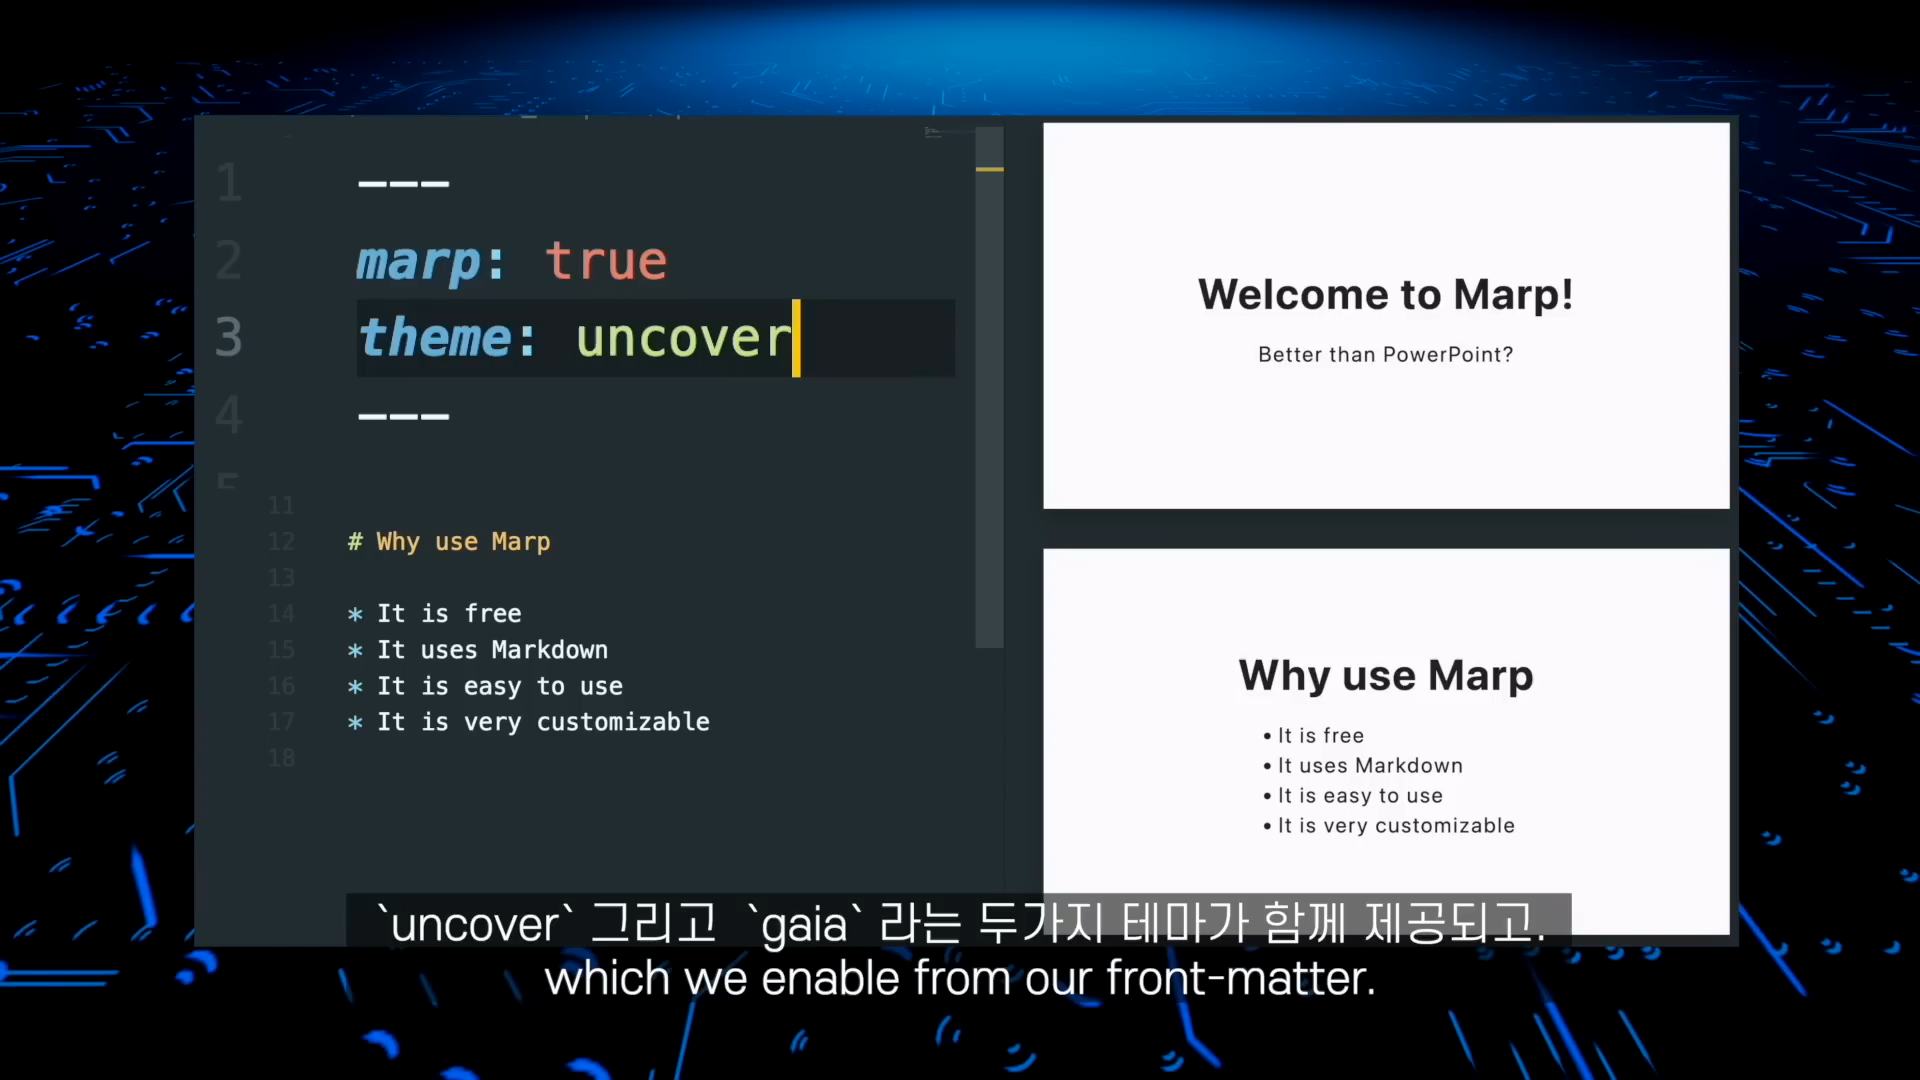 1 ---
2 marp: true
3 theme: uncover
4 ---
5
11
12 # Why use Marp
13
14 * It is free
15 * It uses Markdown
16 * It is easy to use
17 * It is very customizable
18
Welcome to Marp!
Better than PowerPoint?
Why use Marp
• It is free
• It uses Markdown
• It is easy to use
• It is very customizable
`uncover` 그리고 `gaia` 라는 두가지 테마가 함께 제공되고.
which we enable from our front-matter.